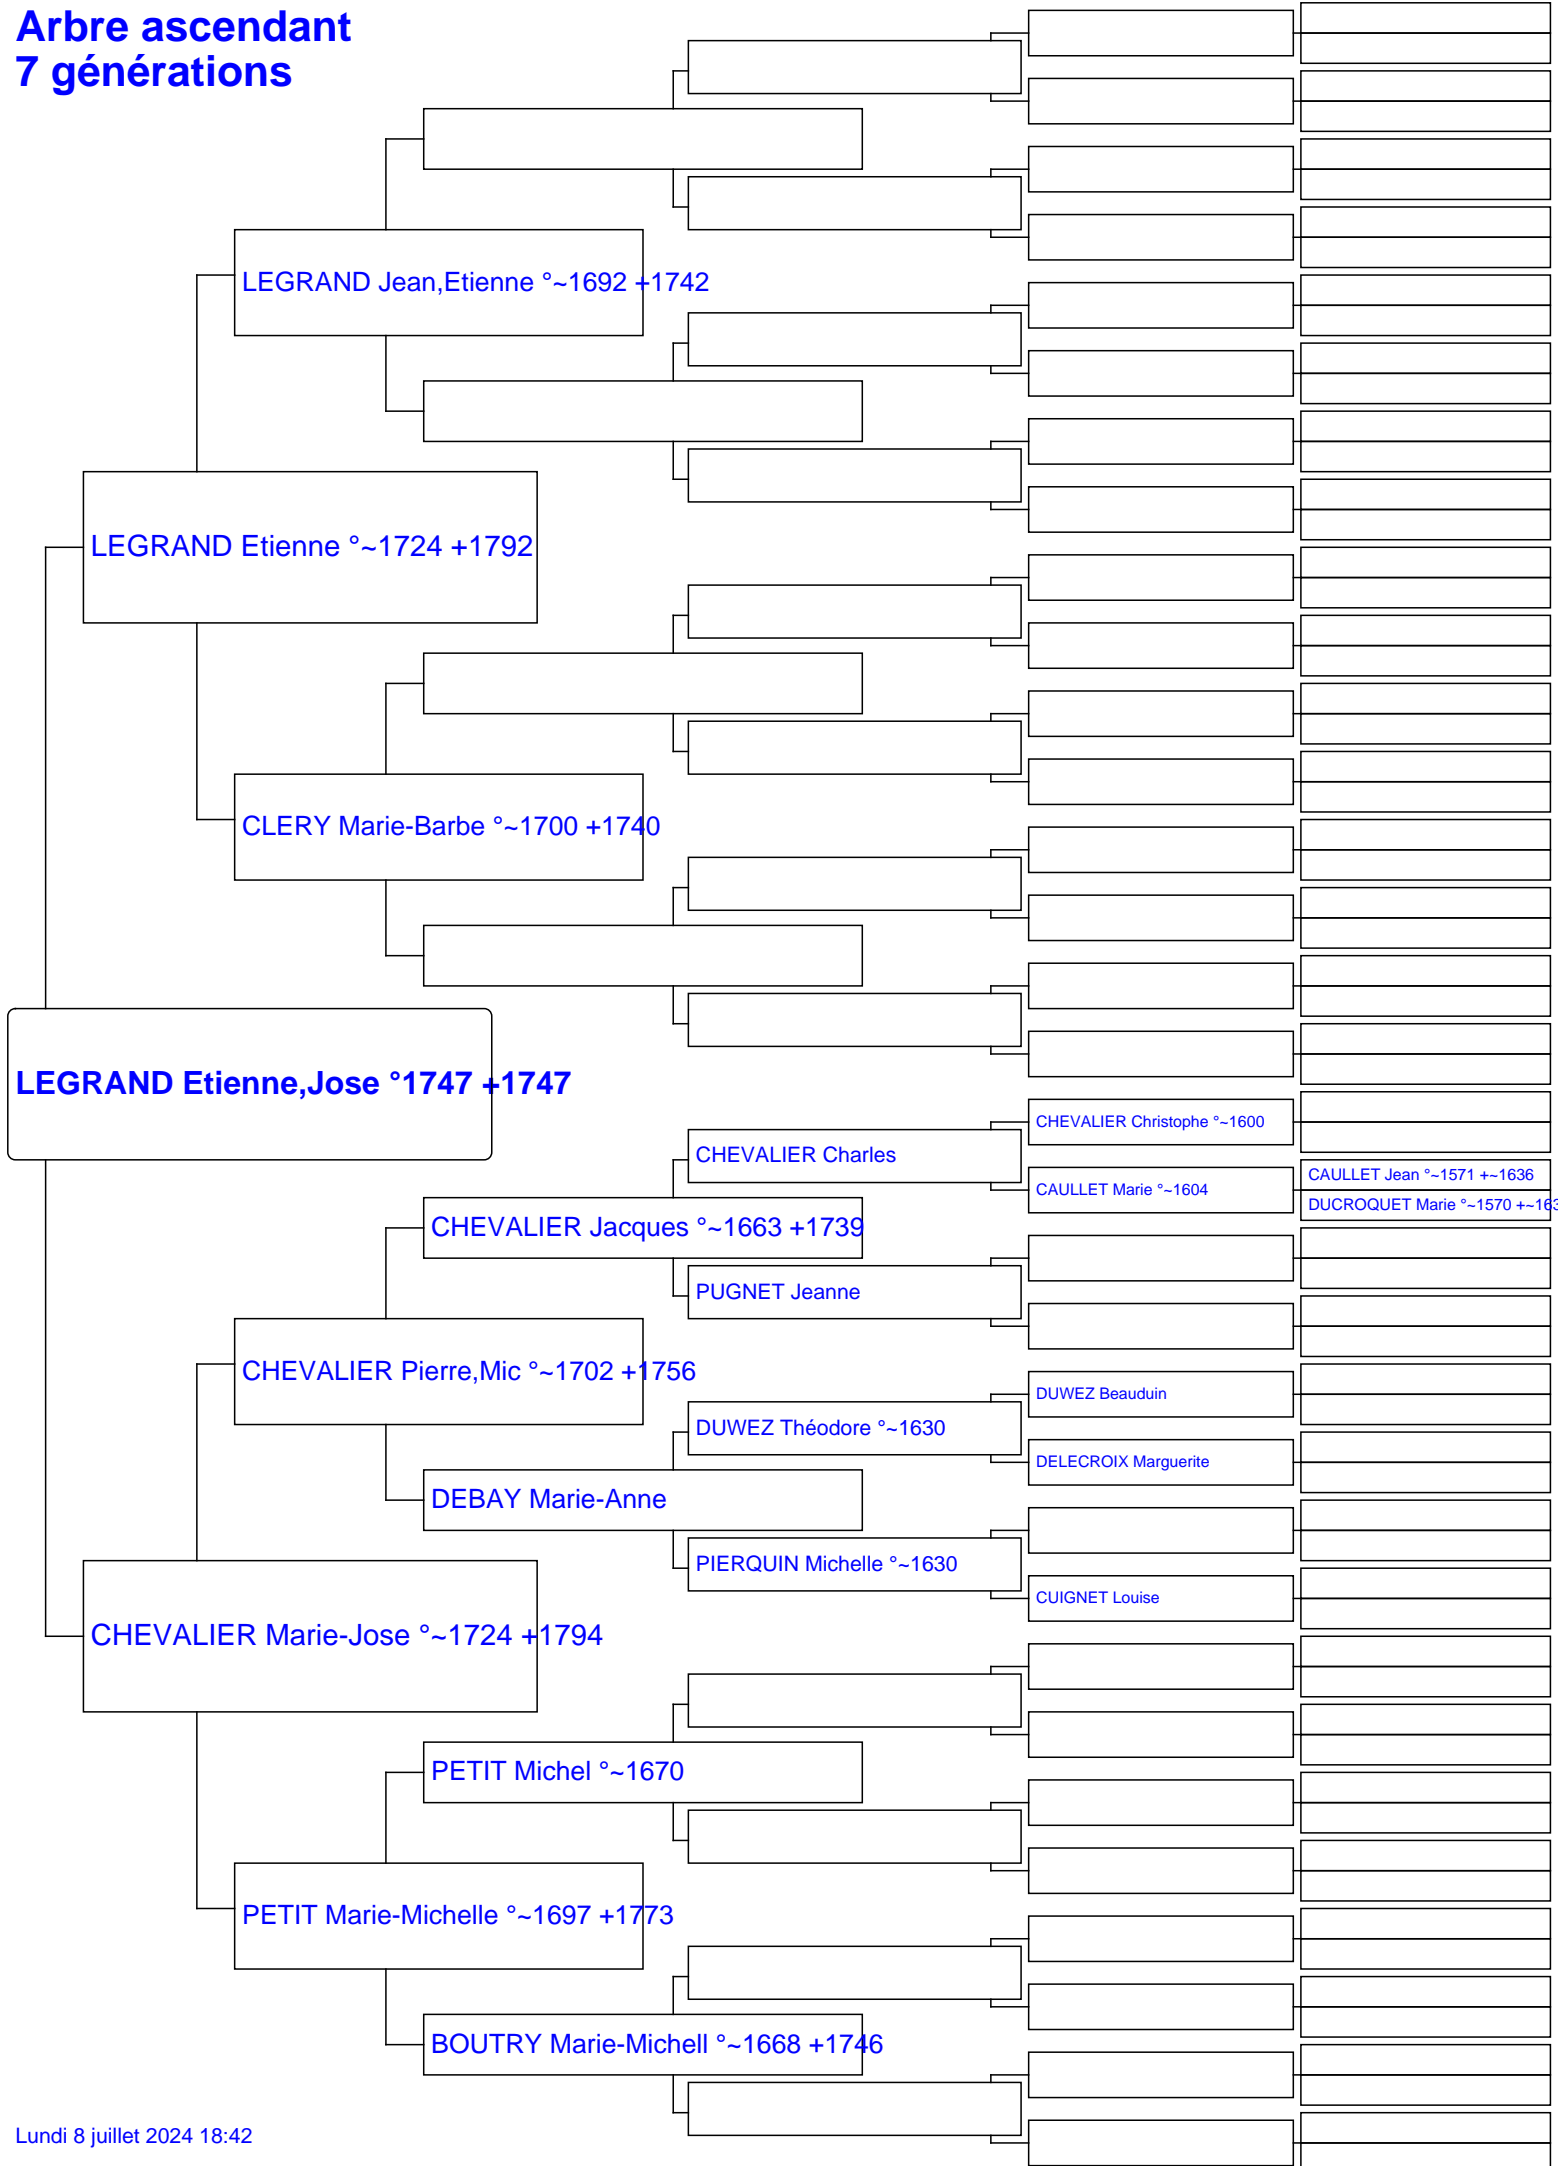 Arbre ascendant
7 générations
LEGRAND Jean,Etienne °~1692 +1742
LEGRAND Etienne °~1724 +1792
CLERY Marie-Barbe °~1700 +1740
LEGRAND Etienne,Jose °1747 +1747
CHEVALIER Christophe °~1600
CHEVALIER Charles
CAULLET Jean °~1571 +~1636
CAULLET Marie °~1604
DUCROQUET Marie °~1570 +~163
CHEVALIER Jacques °~1663 +1739
PUGNET Jeanne
CHEVALIER Pierre,Mic °~1702 +1756
DUWEZ Beauduin
DUWEZ Théodore °~1630
DELECROIX Marguerite
DEBAY Marie-Anne
PIERQUIN Michelle °~1630
CUIGNET Louise
CHEVALIER Marie-Jose °~1724 +1794
PETIT Michel °~1670
PETIT Marie-Michelle °~1697 +1773
BOUTRY Marie-Michell °~1668 +1746
Lundi 8 juillet 2024 18:42